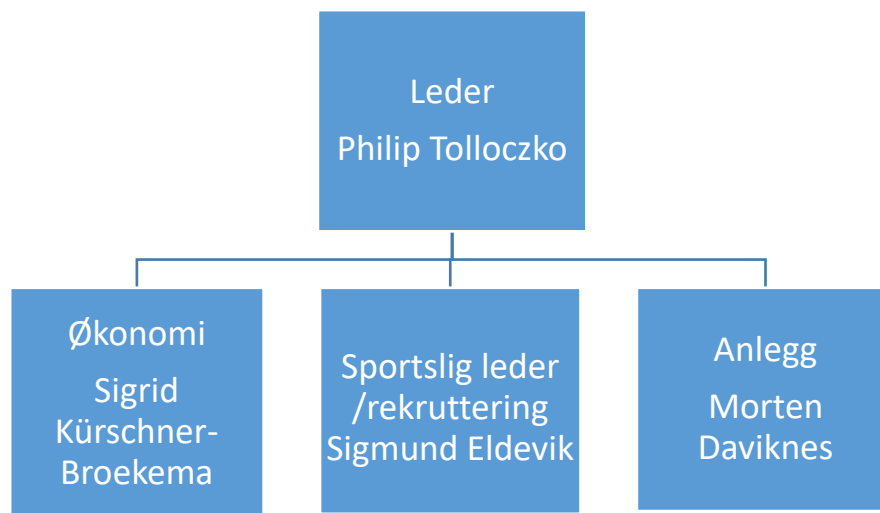 Leder
Philip Tolloczko
Økonomi
Sigrid
Kürschner-
Broekema
Sportslig leder
/rekruttering
Sigmund Eldevik
Anlegg
Morten
Daviknes